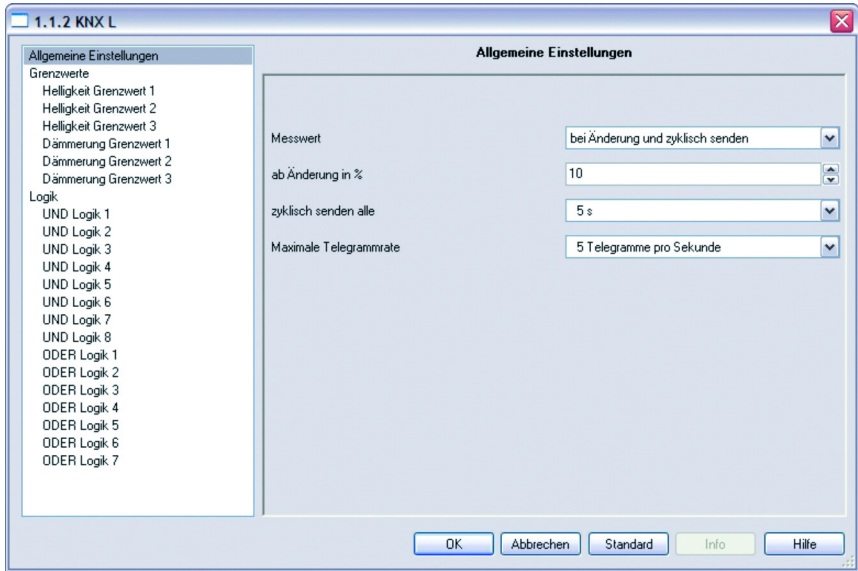 1.1.2 KNX L
Allgemeine Einstellungen
Grenzwerte
Helligkeit Grenzwert 1
Helligkeit Grenzwert 2
Helligkeit Grenzwert 3
Dämmerung Grenzwert 1
Dämmerung Grenzwert 2
Dämmerung Grenzwert 3
Logik
UND Logik 1
UND Logik 2
UND Logik 3
UND Logik 4
UND Logik 5
UND Logik 6
UND Logik 7
UND Logik 8
ODER Logik 1
ODER Logik 2
ODER Logik 3
ODER Logik 4
ODER Logik 5
ODER Logik 6
ODER Logik 7
Allgemeine Einstellungen
Messwert bei Änderung und zyklisch senden
ab Änderung in % 10
zyklisch senden alle 5 s
Maximale Telegrammrate 5 Telegramme pro Sekunde
OK Abbrechen Standard Info Hilfe